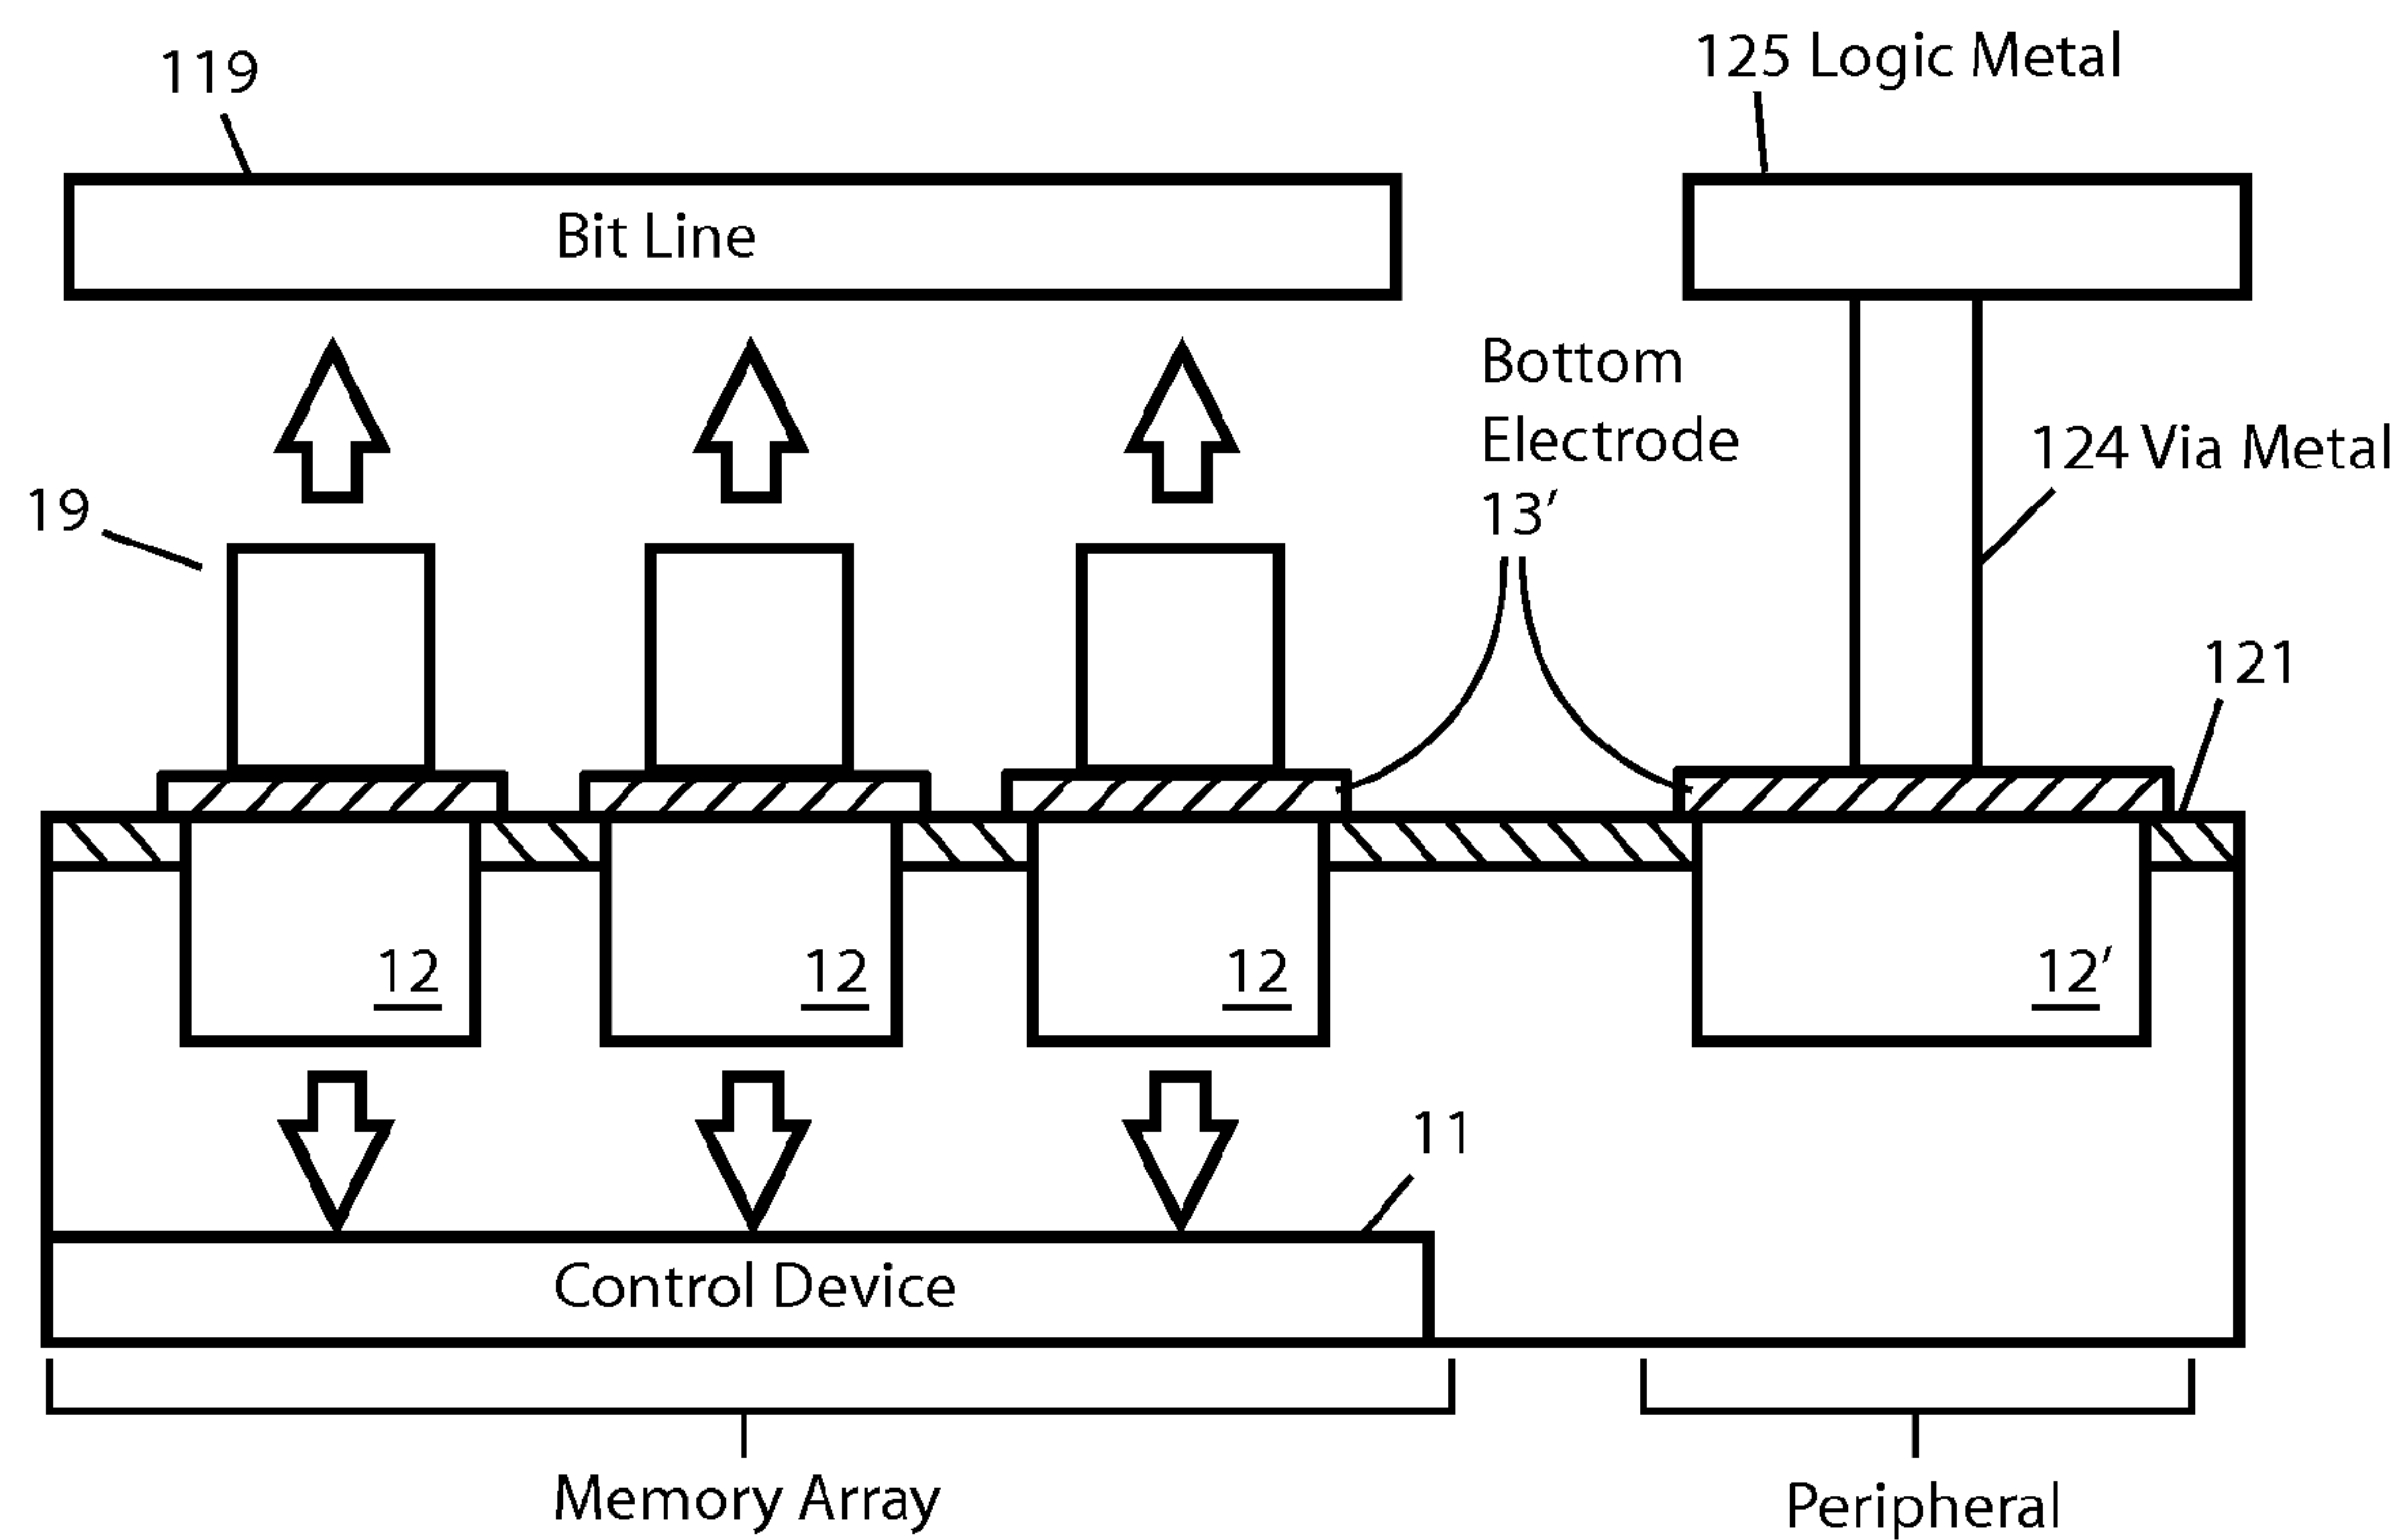 119
125 Logic Metal
Bit Line
Bottom
Electrode
13′
124 Via Metal
19
121
12
12
12
12′
11
Control Device
Memory Array
Peripheral